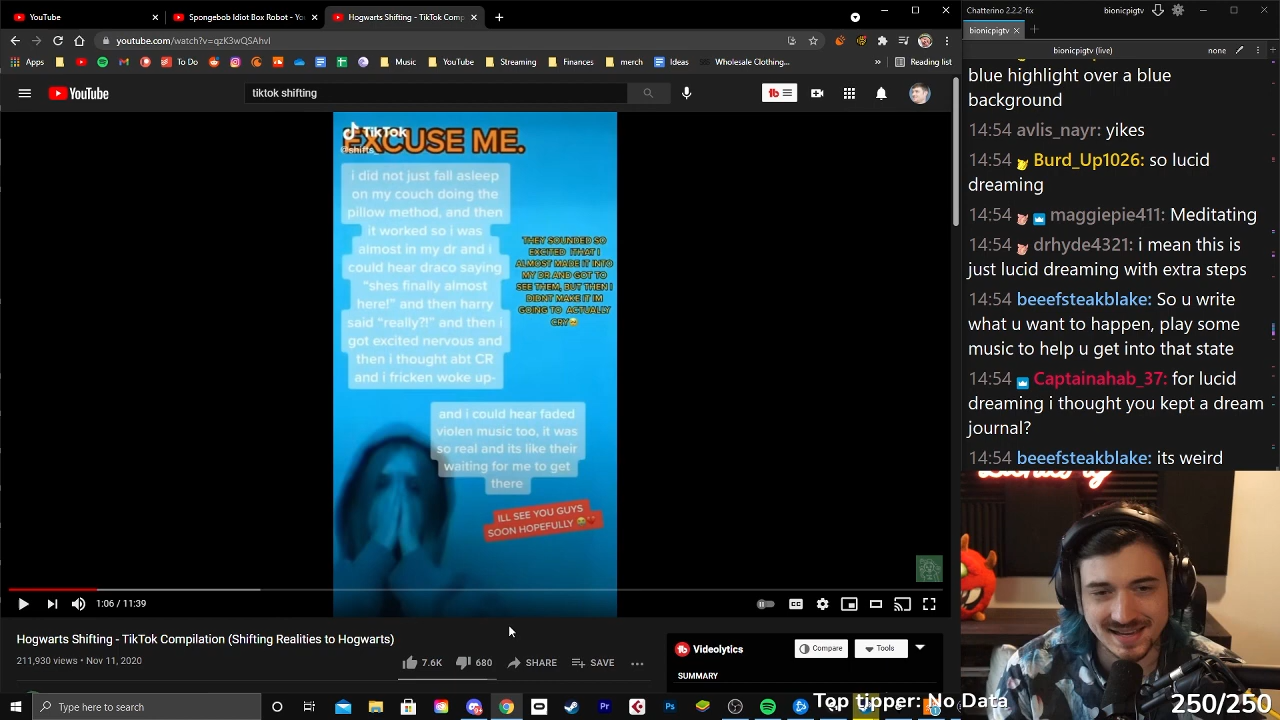 YouTube
Spongebob Idiot Box Robot - Yo
Hogwarts Shifting - TikTok Comp
youtube.com/watch?v=qzK3wQSAhvI
Apps
To Do
Music
YouTube
Streaming
Finances
merch
Ideas
Wholesale Clothing...
Reading list
YouTube
tiktok shifting
TikTok
@shifts
EXCUSE ME.
i did not just fall asleep
on my couch doing the
pillow method, and then
it worked so i was
almost in my dr and i
could hear draco saying
"shes finally almost
here!" and then harry
said "really?!" and then i
got excited nervous and
then i thought abt CR
and i fricken woke up-
THEY SOUNDED SO
EXCITED ITHAT I
ALMOST MADE IT INTO
MY DR AND GOT TO
SEE THEM, BUT THEN I
DIDNT MAKE IT IM
GOING TO ACTUALLY
CRY🥺
and i could hear faded
violen music too, it was
so real and its like their
waiting for me to get
there
ILL SEE YOU GUYS
SOON HOPEFULLY 😭❤️
1:06 / 11:39
Hogwarts Shifting - TikTok Compilation (Shifting Realities to Hogwarts)
211,930 views • Nov 11, 2020
7.6K
680
SHARE
SAVE
Videolytics
Compare
Tools
SUMMARY
Type here to search
Chatterino 2.2.2-fix
bionicpigtv
bionicpigtv
bionicpigtv (live)
none
blue highlight over a blue
background
14:54 avlis_nayr: yikes
14:54 Burd_Up1026: so lucid
dreaming
14:54 maggiepie411: Meditating
14:54 drhyde4321: i mean this is
just lucid dreaming with extra steps
14:54 beeefsteakblake: So u write
what u want to happen, play some
music to help u get into that state
14:54 Captainahab_37: for lucid
dreaming i thought you kept a dream
journal?
14:54 beeefsteakblake: its weird
Top tipper: No Data
250/250